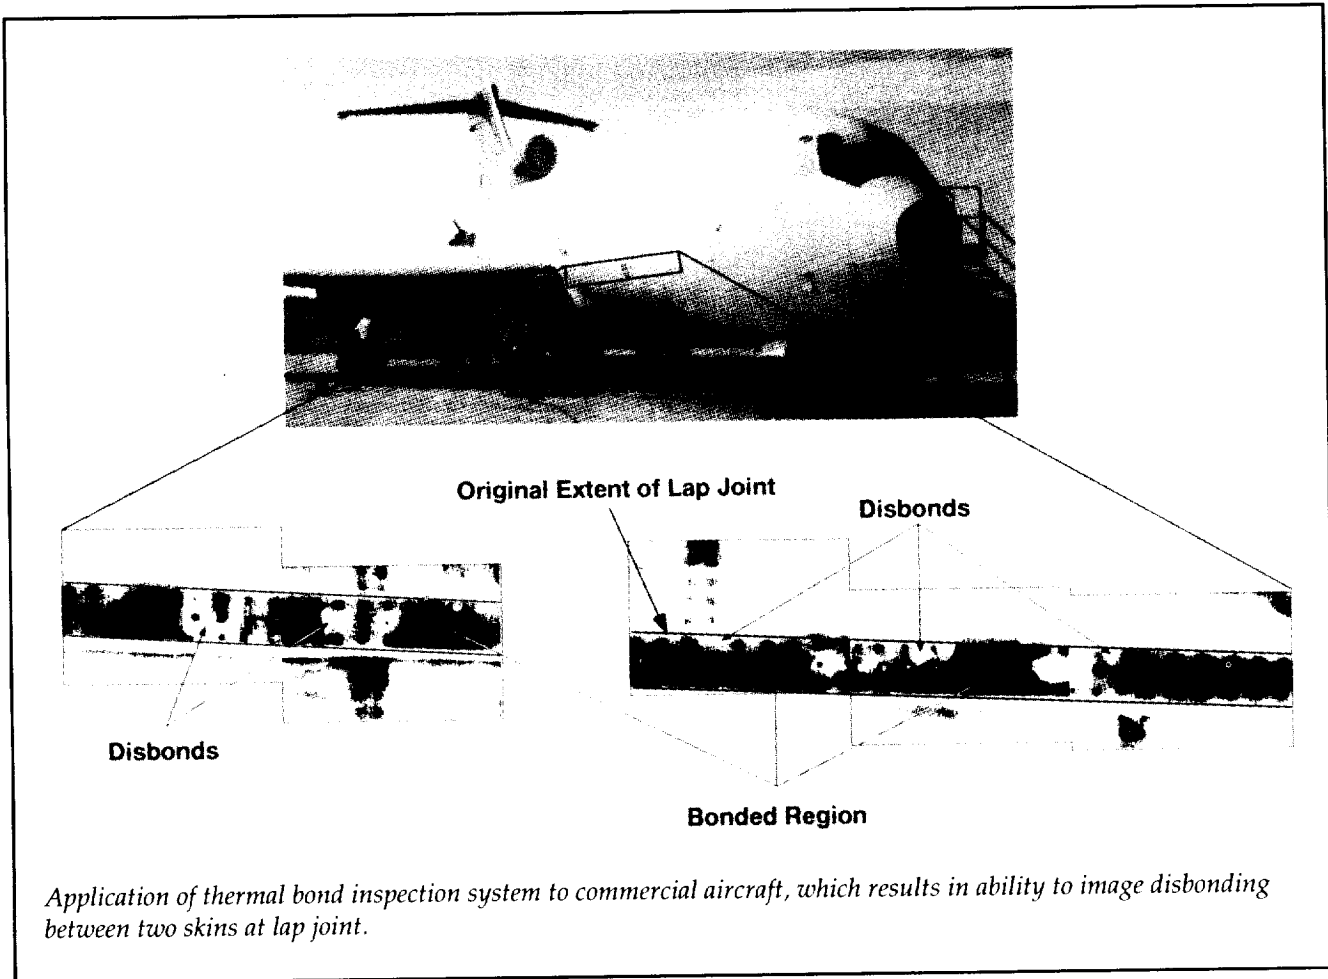 Original Extent of Lap Joint
Disbonds
Disbonds
Bonded Region
Application of thermal bond inspection system to commercial aircraft, which results in ability to image disbonding
between two skins at lap joint.